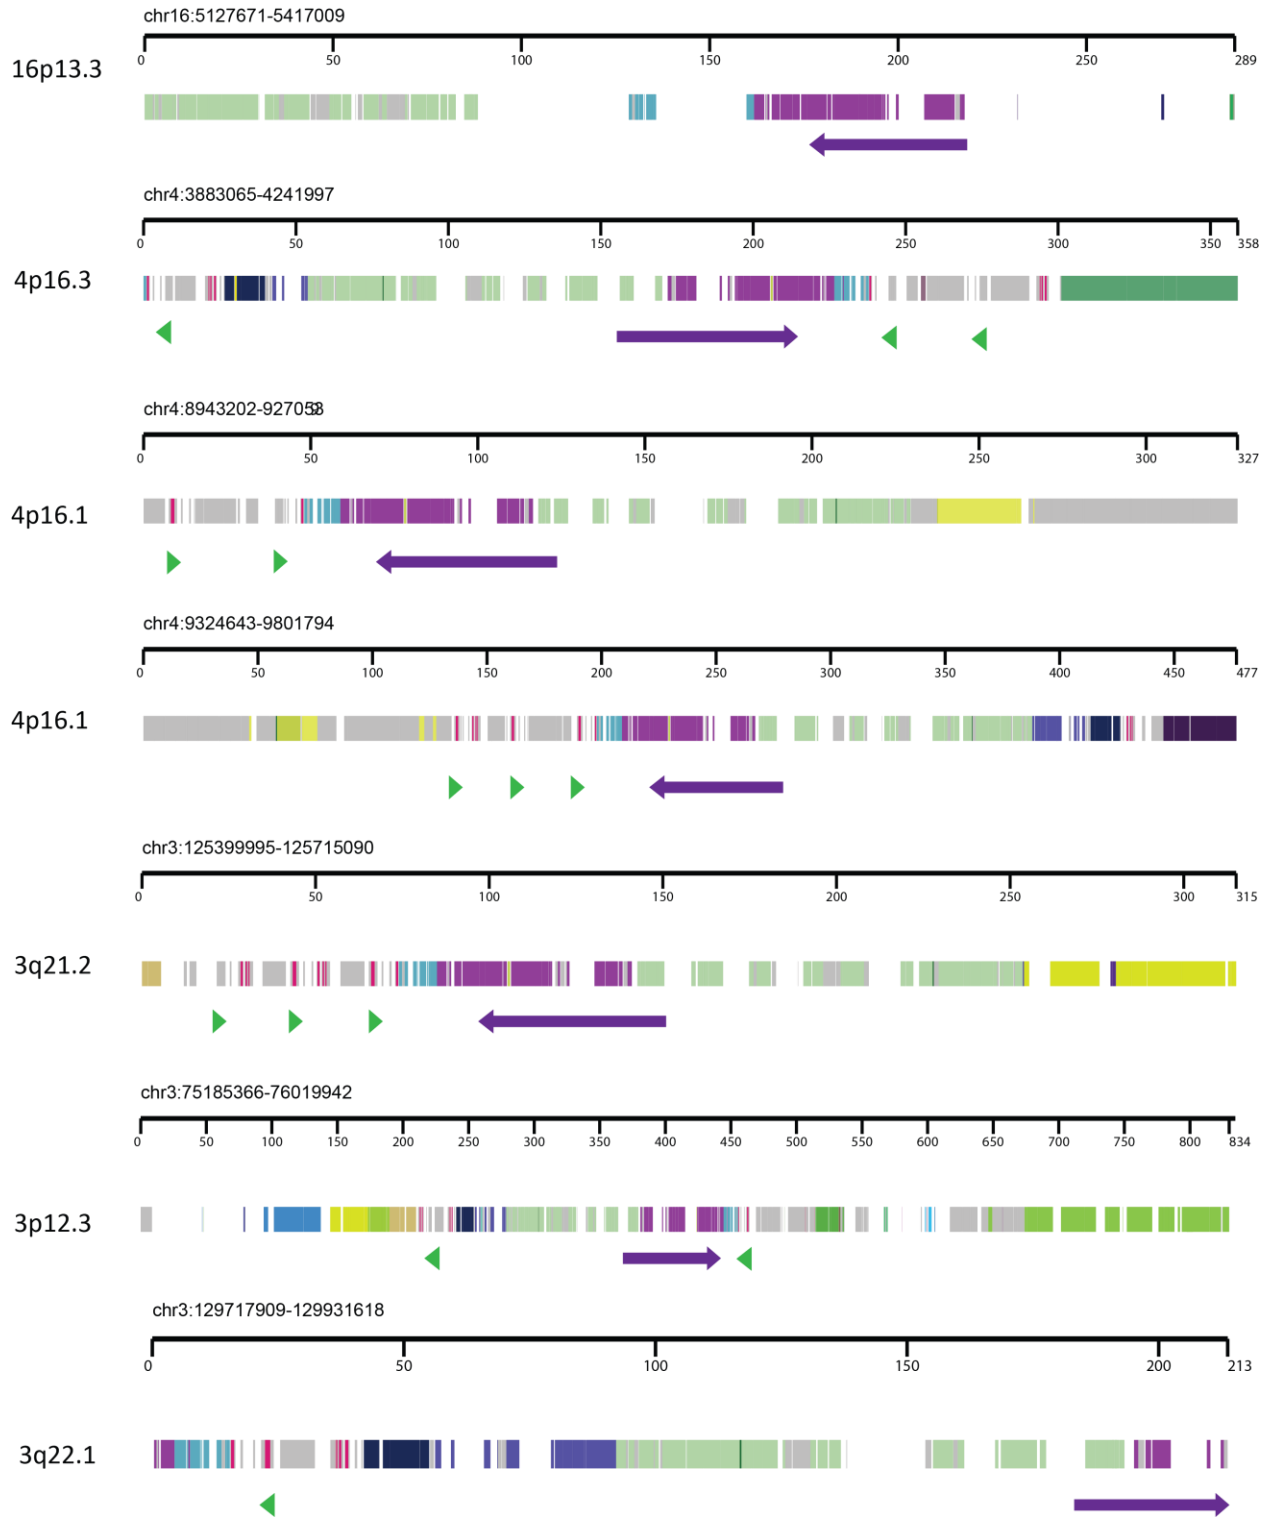 chr16:5127671-5417009
0 50 100 150 200 250 289
16p13.3
chr4:3883065-4241997
0 50 100 150 200 250 300 350 358
4p16.3
chr4:8943202-
0 50 100 150 200 250 300 327
4p16.1
chr4:9324643-9801794
0 50 100 150 200 250 300 350 400 450 477
4p16.1
chr3:125399995-125715090
0 50 100 150 200 250 300 315
3q21.2
chr3:75185366-76019942
0 50 100 150 200 250 300 350 400 450 500 550 600 650 700 750 800 834
3p12.3
chr3:129717909-129931618
0 50 100 150 200 213
3q22.1